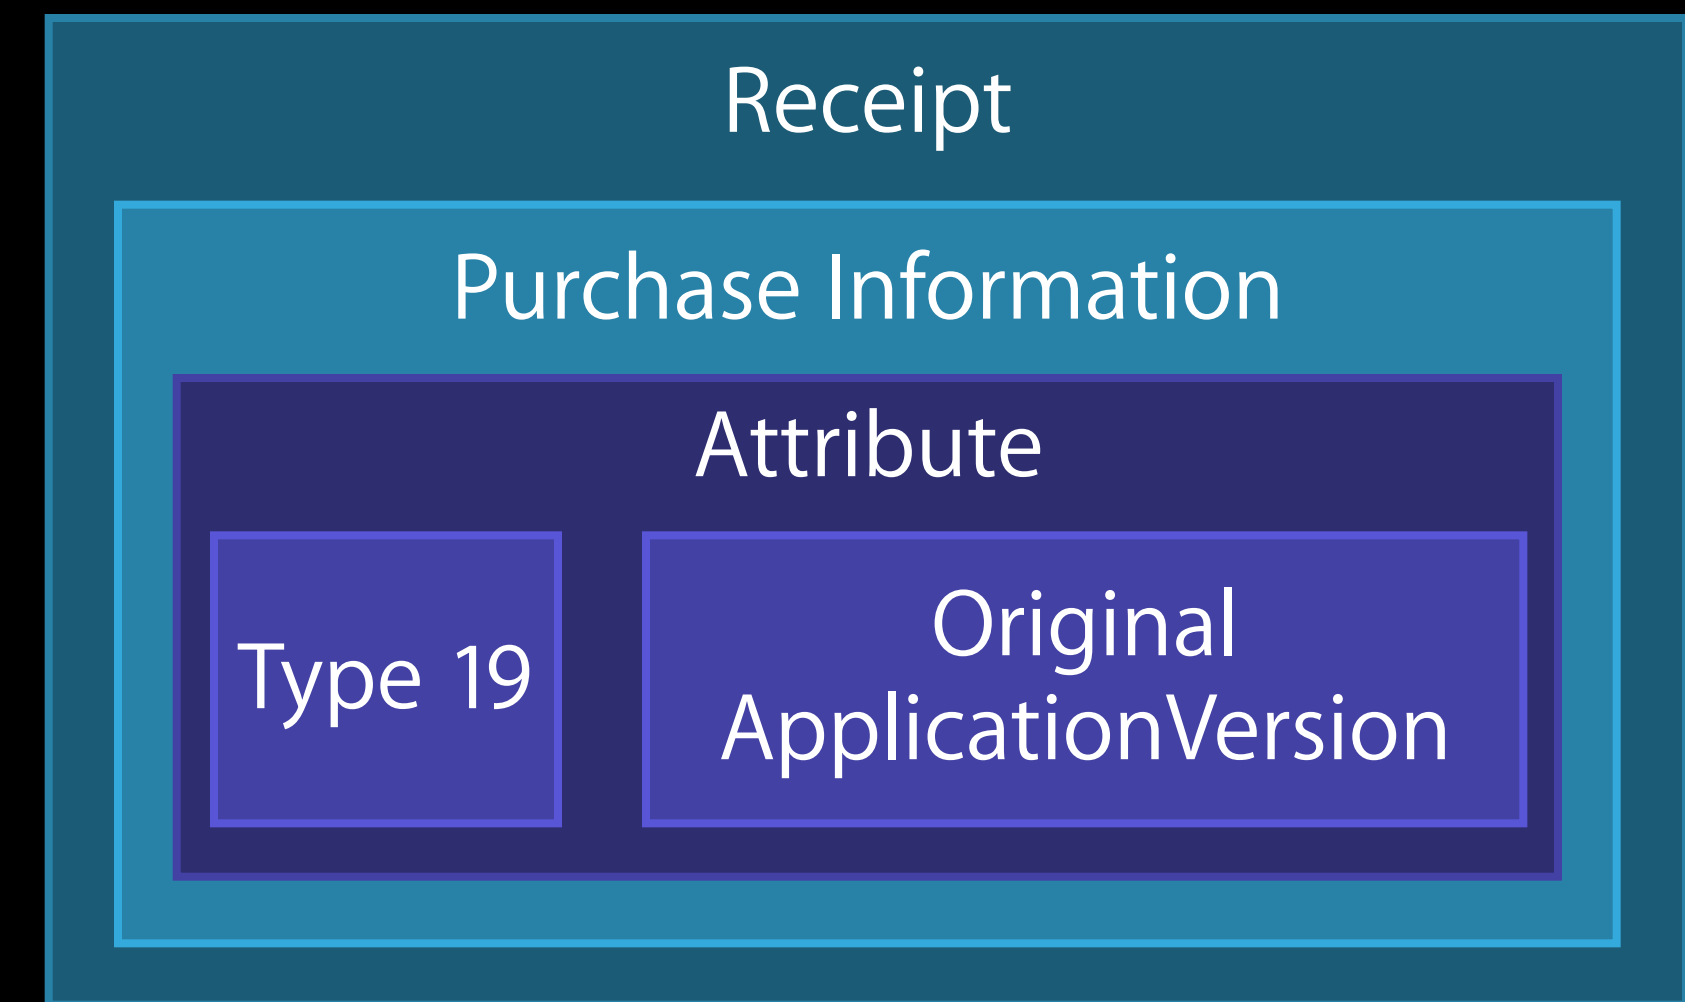 Receipt
Purchase Information
Attribute
Type 19
Original
ApplicationVersion